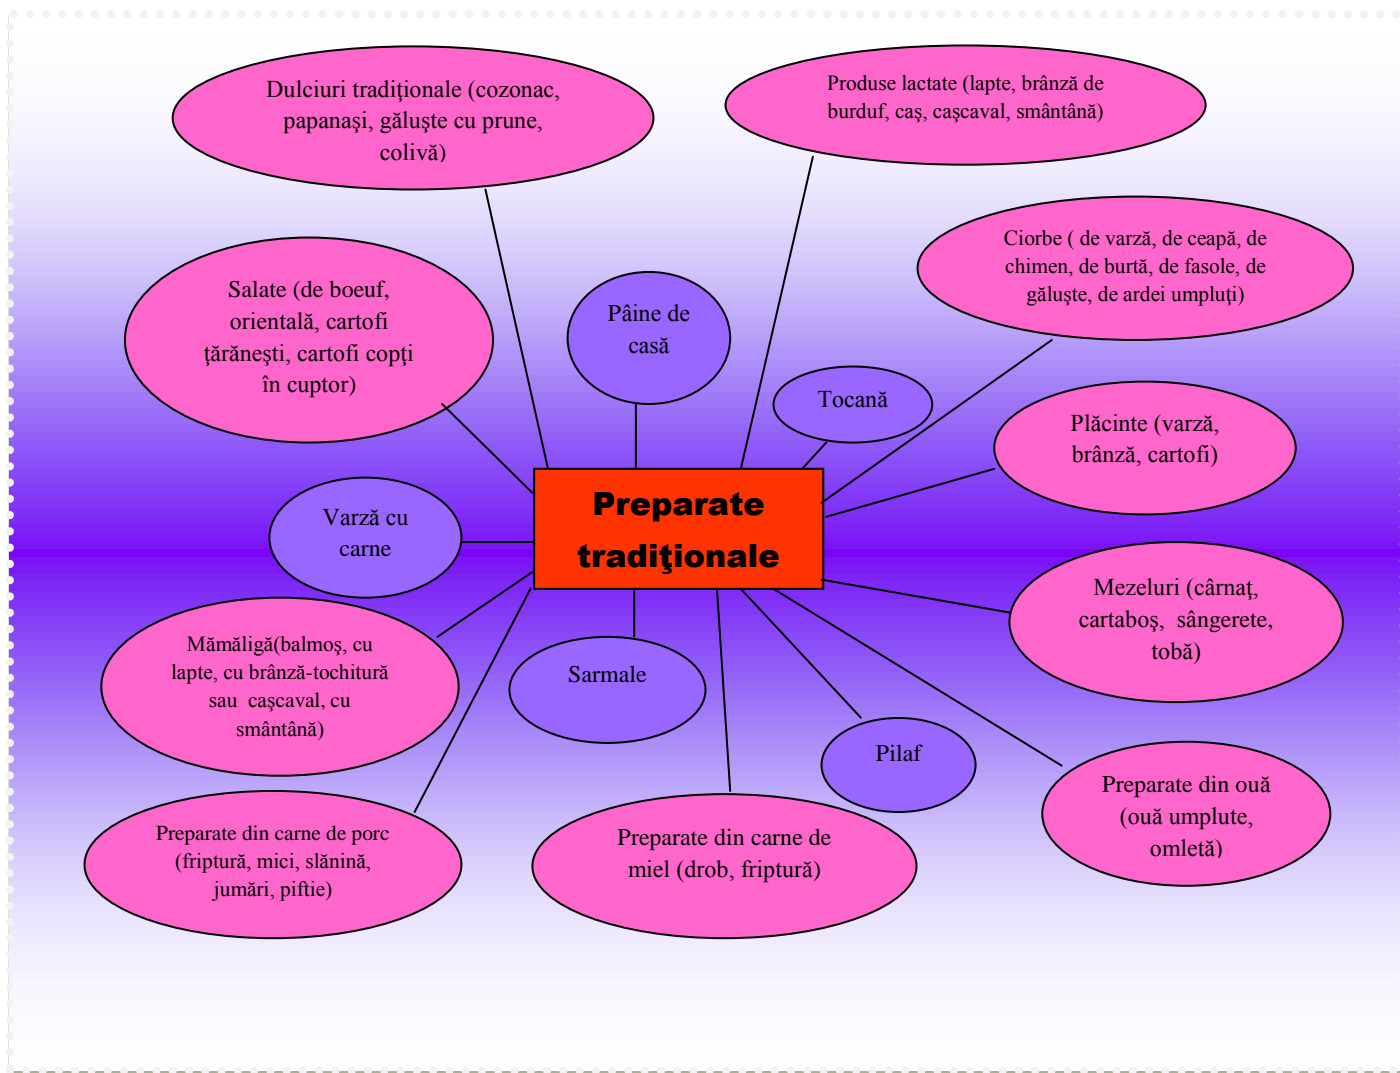 Dulciuri tradiţionale (cozonac,
papanaşi, găluşte cu prune,
colivă)
Produse lactate (lapte, brânză de
burduf, caş, caşcaval, smântână)
Ciorbe ( de varză, de ceapă, de
chimen, de burtă, de fasole, de
găluşte, de ardei umpluţi)
Salate (de boeuf,
orientală, cartofi
ţărăneşti, cartofi copţi
în cuptor)
Pâine de
casă
Tocană
Plăcinte (varză,
brânză, cartofi)
Preparate
tradiţionale
Varză cu
carne
Mezeluri (cârnaţ,
cartaboş,  sângerete,
tobă)
Mămăligă(balmoş, cu
lapte, cu brânză-tochitură
sau  caşcaval, cu
smântână)
Sarmale
Pilaf
Preparate din ouă
(ouă umplute,
omletă)
Preparate din carne de porc
(friptură, mici, slănină,
jumări, piftie)
Preparate din carne de
miel (drob, friptură)